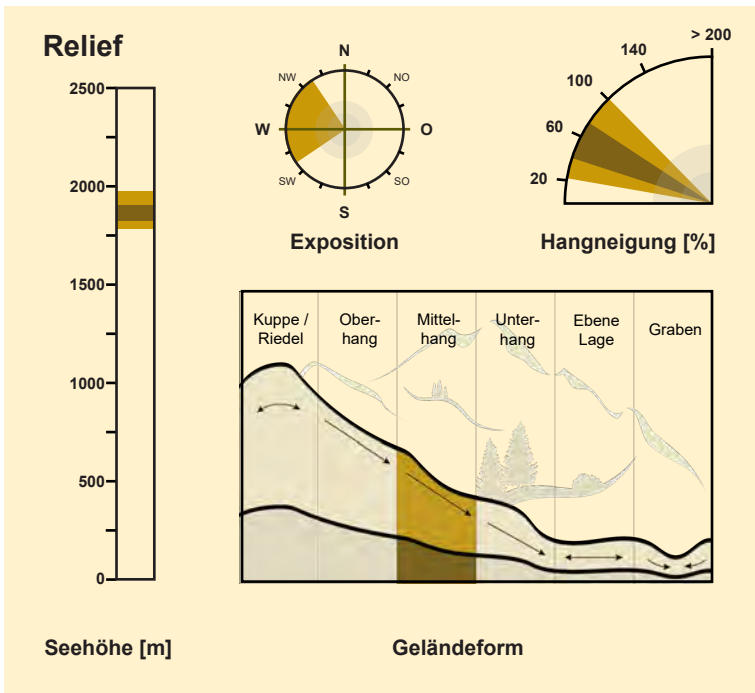 Relief
2500
2000
1500
1000
500
0
Seehöhe [m]
N
NO
O
SO
S
SW
W
NW
Exposition
20
60
100
140
> 200
Hangneigung [%]
Kuppe /
Riedel
Ober-
hang
Mittel-
hang
Unter-
hang
Ebene
Lage
Graben
Geländeform